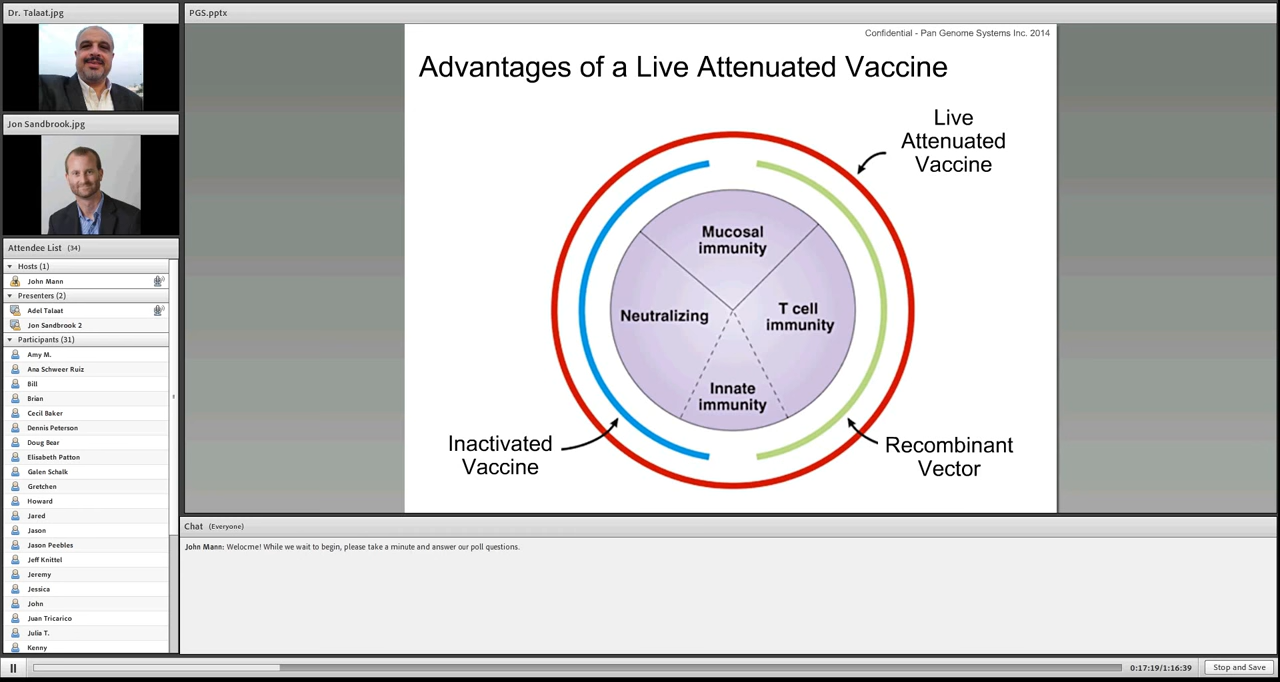 Dr. Talaat.jpg
Jon Sandbrook.jpg
Attendee List (34)
Hosts (1)
John Mann
Presenters (2)
Adel Talaat
Jon Sandbrook 2
Participants (31)
Amy M.
Ana Schweer Ruiz
Bill
Brian
Cecil Baker
Dennis Peterson
Doug Bear
Elisabeth Patton
Galen Schalk
Gretchen
Howard
Jared
Jason
Jason Peebles
Jeff Knittel
Jeremy
Jessica
John
Juan Tricarico
Julia T.
Kenny
PGS.pptx
Confidential - Pan Genome Systems Inc. 2014
Advantages of a Live Attenuated Vaccine
Live
Attenuated
Vaccine
Mucosal
immunity
Neutralizing
T cell
immunity
Innate
immunity
Inactivated
Vaccine
Recombinant
Vector
Chat (Everyone)
John Mann: Welocme! While we wait to begin, please take a minute and answer our poll questions.
0:17:19/1:16:39
Stop and Save